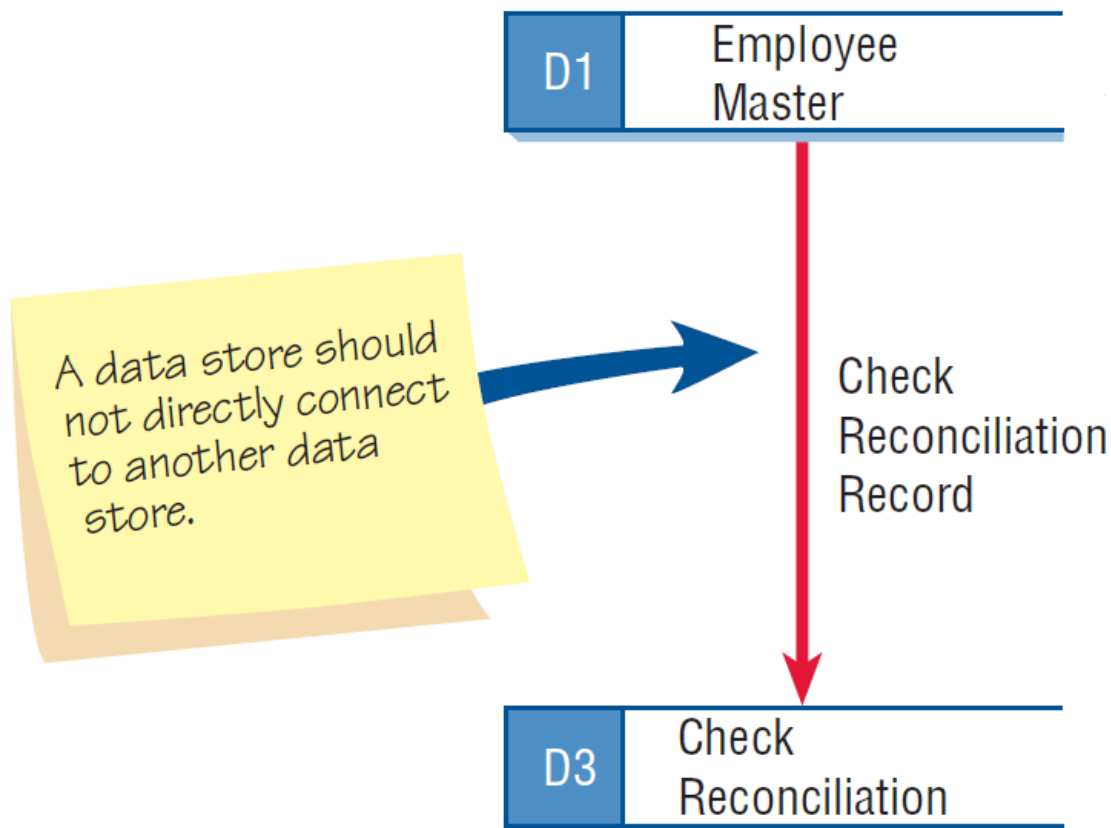 D1
Employee
Master
A data store should
not directly connect
to another data
store.
Check
Reconciliation
Record
D3
Check
Reconciliation